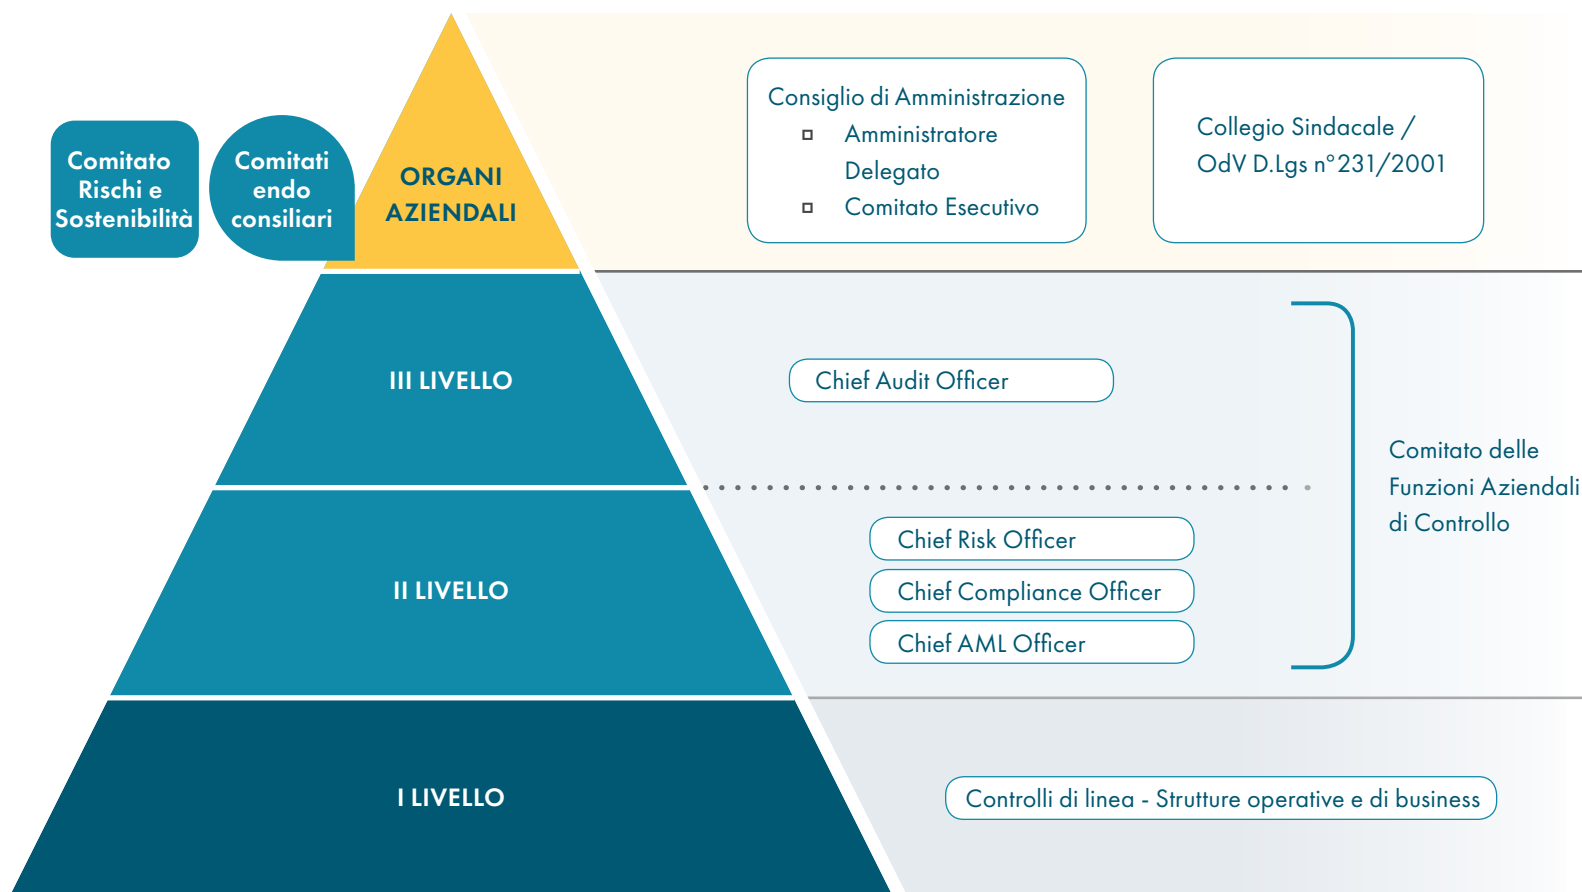 Comitato
Rischi e
Sostenibilità
Comitati
endo
consiliari
ORGANI
AZIENDALI
Consiglio di Amministrazione
Amministratore
Delegato
Comitato Esecutivo
Collegio Sindacale /
OdV D.Lgs n°231/2001
III LIVELLO
Chief Audit Officer
Comitato delle
Funzioni Aziendali
di Controllo
II LIVELLO
Chief Risk Officer
Chief Compliance Officer
Chief AML Officer
I LIVELLO
Controlli di linea - Strutture operative e di business